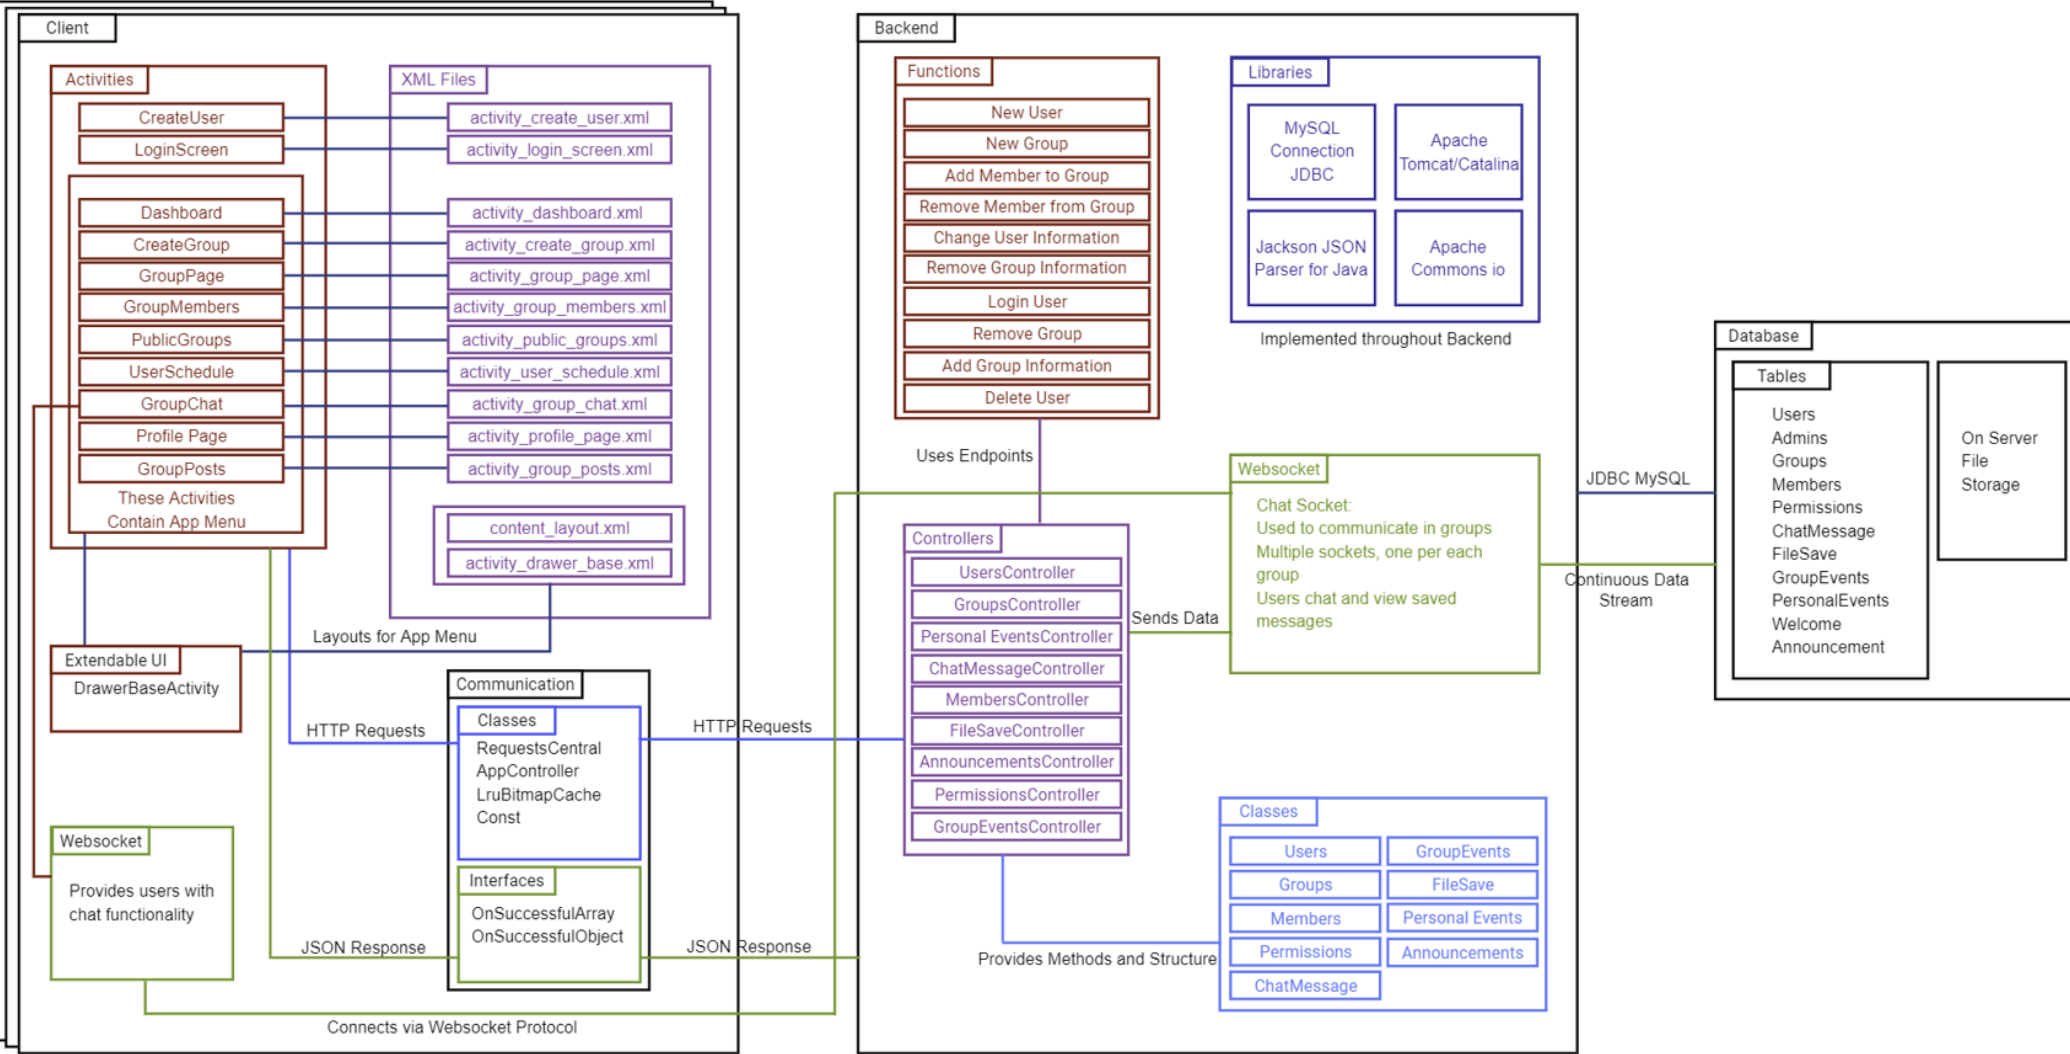 Client
Activities
CreateUser
LoginScreen
Dashboard
CreateGroup
GroupPage
GroupMembers
PublicGroups
UserSchedule
GroupChat
Profile Page
GroupPosts
These Activities
Contain App Menu
XML Files
activity_create_user.xml
activity_login_screen.xml
activity_dashboard.xml
activity_create_group.xml
activity_group_page.xml
activity_group_members.xml
activity_public_groups.xml
activity_user_schedule.xml
activity_group_chat.xml
activity_profile_page.xml
activity_group_posts.xml
content_layout.xml
activity_drawer_base.xml
Layouts for App Menu
Extendable UI
DrawerBaseActivity
HTTP Requests
Communication
Classes
RequestsCentral
AppController
LruBitmapCache
Const
Interfaces
OnSuccessfulArray
OnSuccessfulObject
JSON Response
Websocket
Provides users with
chat functionality
Connects via Websocket Protocol
HTTP Requests
JSON Response
Backend
Functions
New User
New Group
Add Member to Group
Remove Member from Group
Change User Information
Remove Group Information
Login User
Remove Group
Add Group Information
Delete User
Uses Endpoints
Libraries
MySQL
Connection
JDBC
Apache
Tomcat/Catalina
Jackson JSON
Parser for Java
Apache
Commons io
Implemented throughout Backend
Controllers
UsersController
GroupsController
Personal EventsController
ChatMessageController
MembersController
FileSaveController
AnnouncementsController
PermissionsController
GroupEventsController
Sends Data
Websocket
Chat Socket:
Used to communicate in groups
Multiple sockets, one per each
group
Users chat and view saved
messages
Provides Methods and Structure
Classes
Users
GroupEvents
Groups
FileSave
Members
Personal Events
Permissions
Announcements
ChatMessage
JDBC MySQL
Continuous Data
Stream
Database
Tables
Users
Admins
Groups
Members
Permissions
ChatMessage
FileSave
GroupEvents
PersonalEvents
Welcome
Announcement
On Server
File
Storage